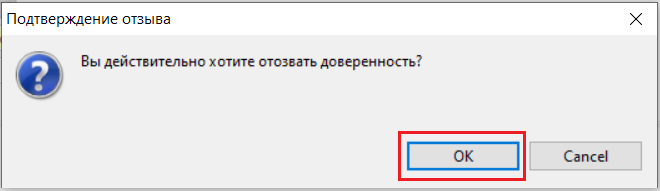 Подтверждение отзыва
Вы действительно хотите отозвать доверенность?
OK
Cancel